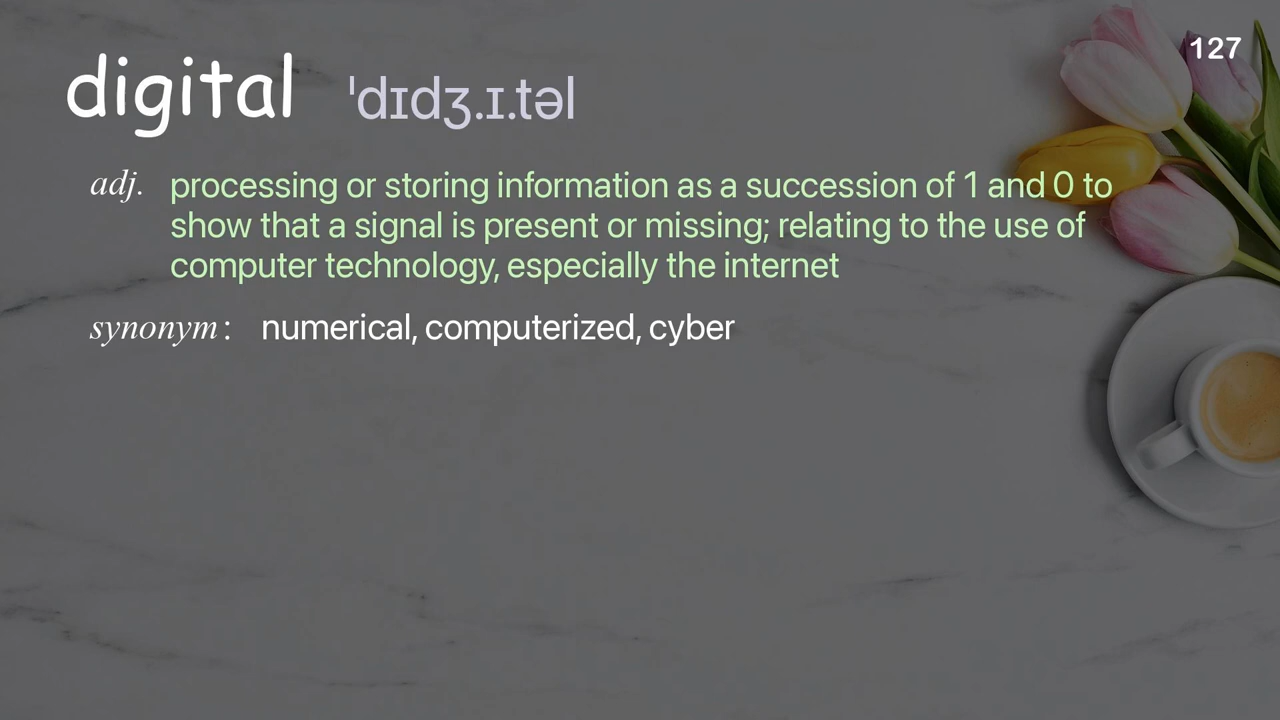 127
digital ˈdɪdʒ.ɪ.təl
adj. processing or storing information as a succession of 1 and 0 to
show that a signal is present or missing; relating to the use of
computer technology, especially the internet
synonym: numerical, computerized, cyber